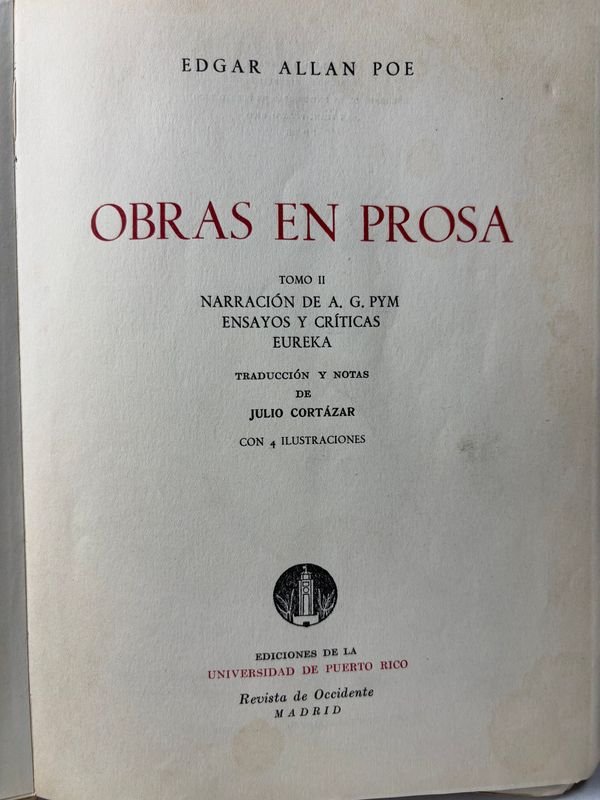 EDGAR ALLAN POE
OBRAS EN PROSA
TOMO II
NARRACIÓN DE A. G. PYM
ENSAYOS Y CRÍTICAS
EUREKA
TRADUCCIÓN Y NOTAS
DE
JULIO CORTÁZAR
CON 4 ILUSTRACIONES
EDICIONES DE LA
UNIVERSIDAD DE PUERTO RICO
Revista de Occidente
MADRID